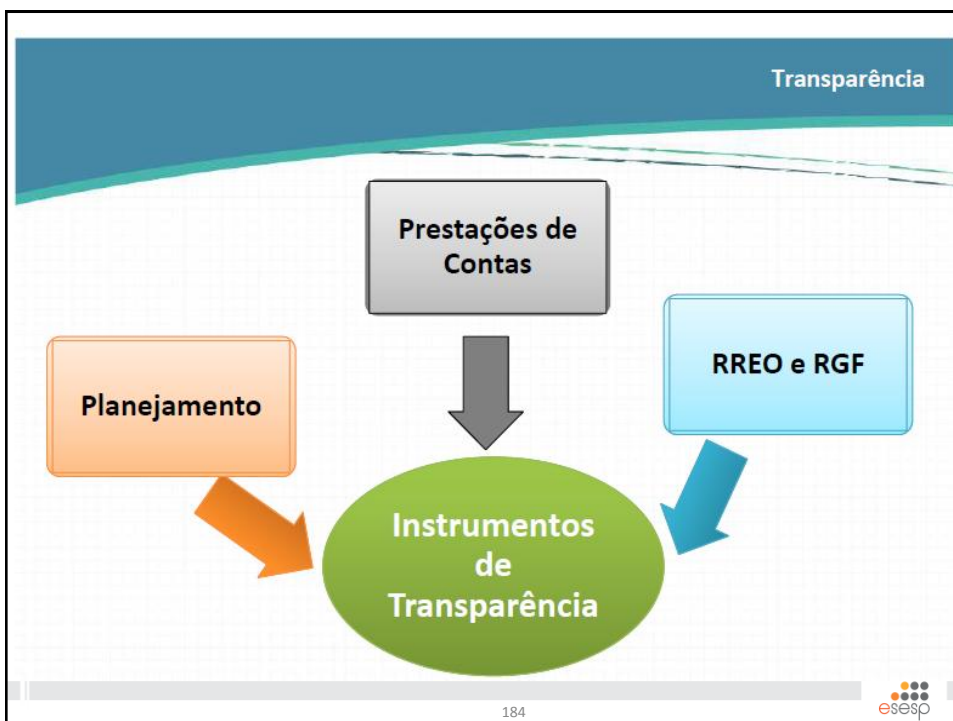 Transparência
Prestações de
Contas
Planejamento
RREO e RGF
Instrumentos
de
Transparência
184
esesp